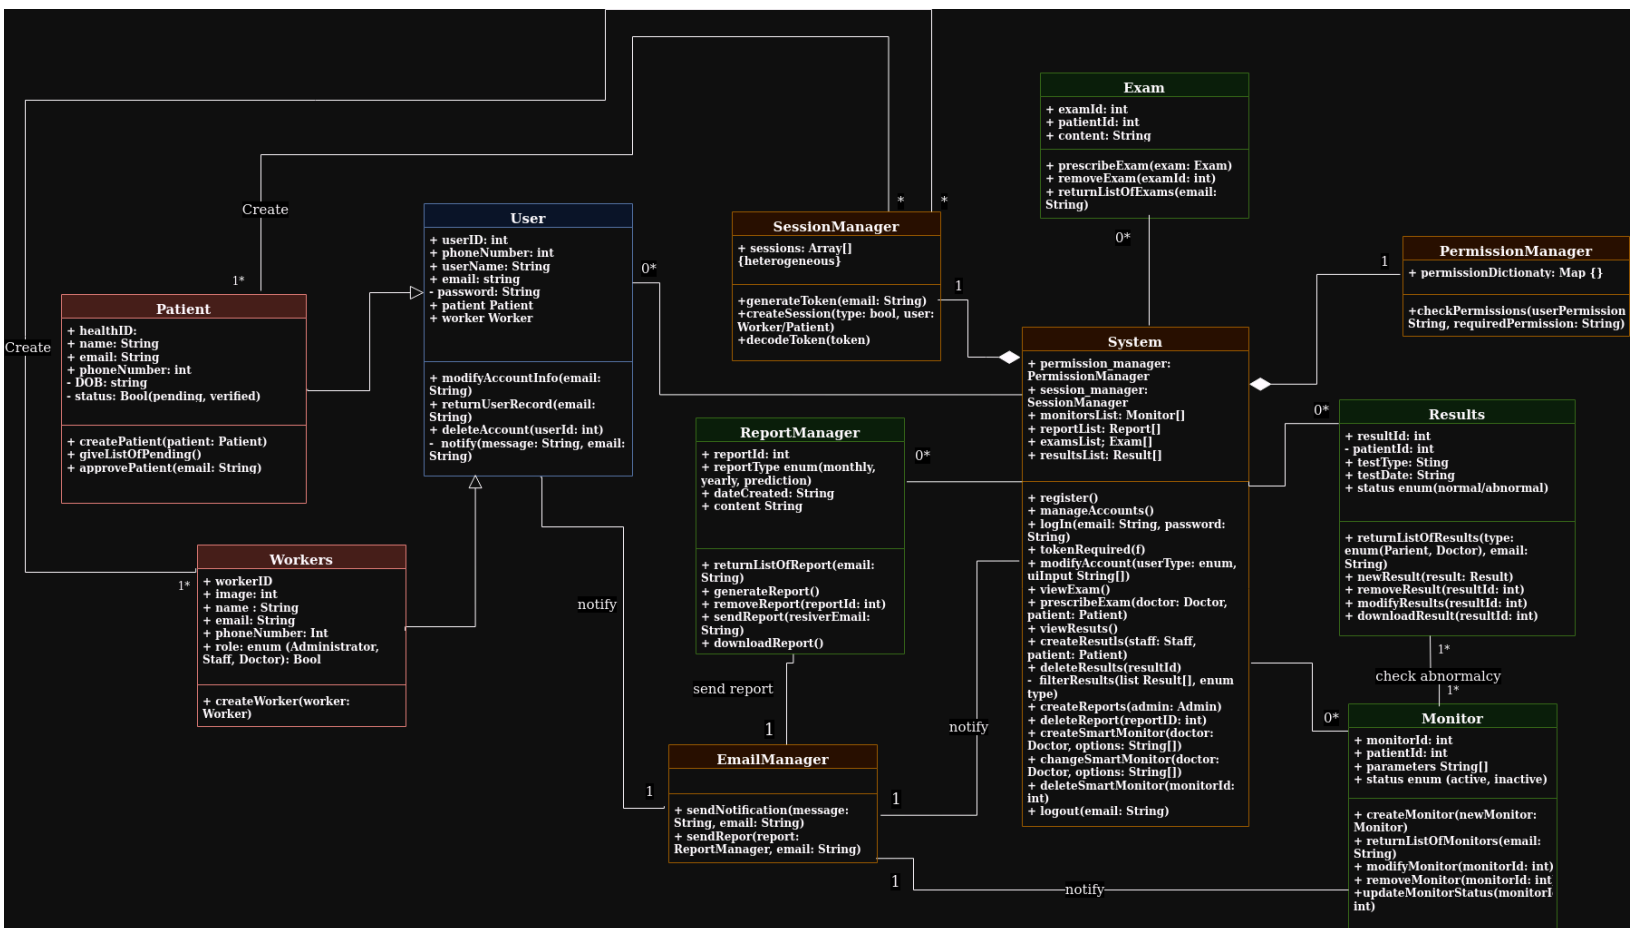 Exam
+ examId: int
+ patientId: int
+ content: String
+ prescribeExam(exam: Exam)
+ removeExam(examId: int)
+ returnListOfExams(email:
String)
0*
Create
1*
Create
1*
Patient
+ healthID:
+ name: String
+ email: String
+ phoneNumber: int
- DOB: string
- status: Bool(pending, verified)
+ createPatient(patient: Patient)
+ giveListOfPending()
+ approvePatient(email: String)
User
+ userID: int
+ phoneNumber: int
+ userName: String
+ email: string
- password: String
+ patient Patient
+ worker Worker
+ modifyAccountInfo(email:
String)
+ returnUserRecord(email:
String)
+ deleteAccount(userId: int)
- notify(message: String, email:
String)
0*
*
*
SessionManager
+ sessions: Array[]
{heterogeneous}
+generateToken(email: String)
+createSession(type: bool, user:
Worker/Patient)
+decodeToken(token)
1
1
PermissionManager
+ permissionDictionaty: Map {}
+checkPermissions(userPermission
String, requiredPermission: String)
System
+ permission_manager:
PermissionManager
+ session_manager:
SessionManager
+ monitorsList: Monitor[]
+ reportList: Report[]
+ examsList; Exam[]
+ resultsList: Result[]
+ register()
+ manageAccounts()
+ logIn(email: String, password:
String)
+ tokenRequired(f)
+ modifyAccount(userType: enum,
uiInput String[])
+ viewExam()
+ prescribeExam(doctor: Doctor,
patient: Patient)
+ viewResuts()
+ createResutls(staff: Staff,
patient: Patient)
+ deleteResults(resultId)
- filterResults(list Result[], enum
type)
+ createReports(admin: Admin)
+ deleteReport(reportID: int)
+ createSmartMonitor(doctor:
Doctor, options: String[])
+ changeSmartMonitor(doctor:
Doctor, options: String[])
+ deleteSmartMonitor(monitorId:
int)
+ logout(email: String)
Workers
+ workerID
+ image: int
+ name : String
+ email: String
+ phoneNumber: Int
+ role: enum (Administrator,
Staff, Doctor): Bool
+ createWorker(worker:
Worker)
ReportManager
+ reportId: int
+ reportType enum(monthly,
yearly, prediction)
+ dateCreated: String
+ content String
+ returnListOfReport(email:
String)
+ generateReport()
+ removeReport(reportId: int)
+ sendReport(resiverEmail:
String)
+ downloadReport()
0*
0*
Results
+ resultId: int
- patientId: int
+ testType: Sting
+ testDate: String
+ status enum(normal/abnormal)
+ returnListOfResults(type:
enum(Parient, Doctor), email:
String)
+ newResult(result: Result)
+ removeResult(resultId: int)
+ modifyResults(resultId: int)
+ downloadResult(resultId: int)
1*
check abnormalcy
1*
0*
Monitor
+ monitorId: int
+ patientId: int
+ parameters String[]
+ status enum (active, inactive)
+ createMonitor(newMonitor:
Monitor)
+ returnListOfMonitors(email:
String)
+ modifyMonitor(monitorId: int)
+ removeMonitor(monitorId: int
+updateMonitorStatus(monitorI
int)
notify
send report
1
1
notify
1
EmailManager
+ sendNotification(message:
String, email: String)
+ sendRepor(report:
ReportManager, email: String)
1
notify